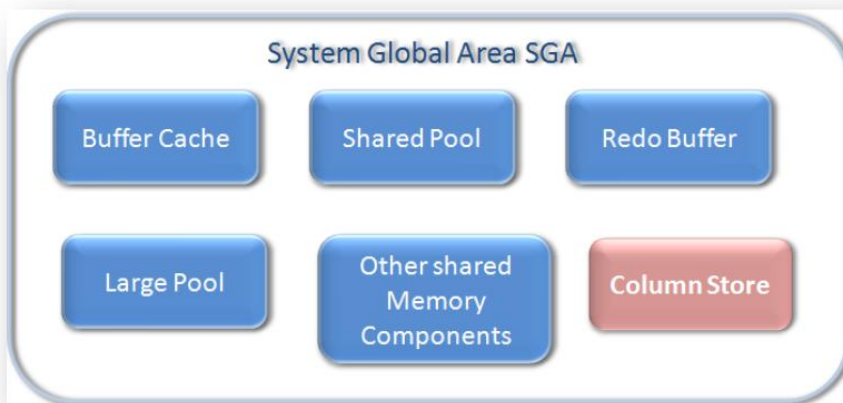 System Global Area SGA
Buffer Cache
Shared Pool
Redo Buffer
Large Pool
Other shared
Memory
Components
Column Store